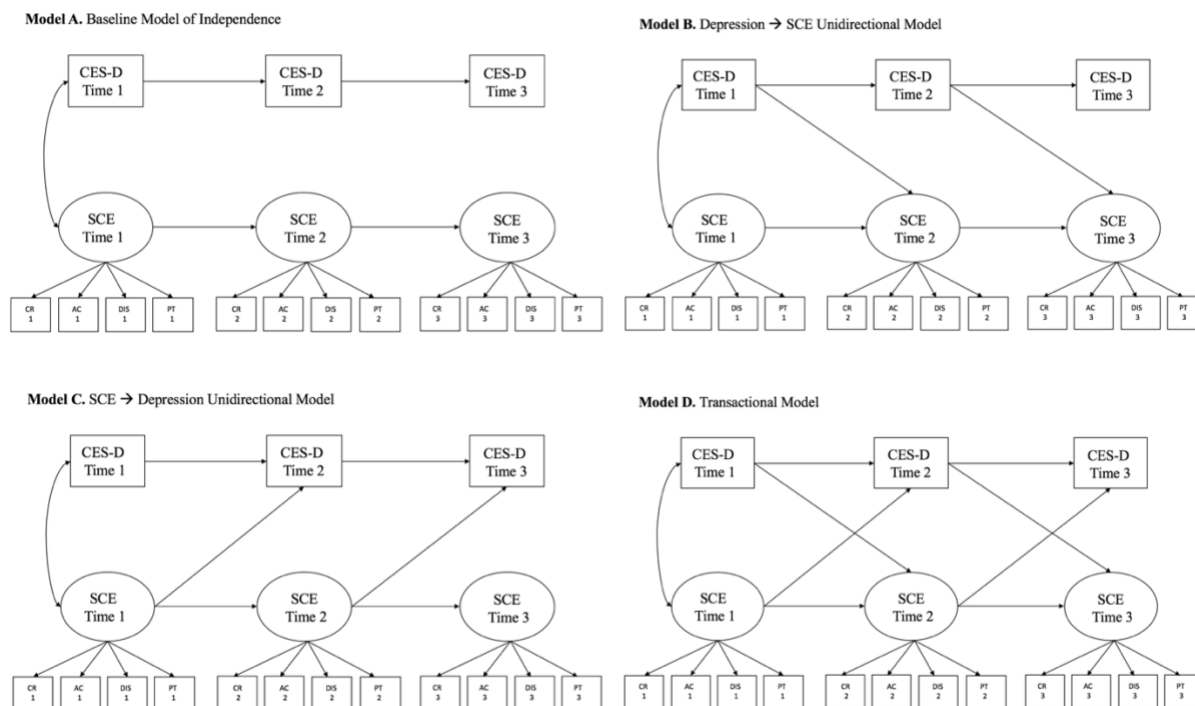 Model A. Baseline Model of Independence
CES-D
Time 1
CES-D
Time 2
CES-D
Time 3
SCE
Time 1
SCE
Time 2
SCE
Time 3
CR
1
AC
1
DIS
1
PT
1
CR
2
AC
2
DIS
2
PT
2
CR
3
AC
3
DIS
3
PT
3
Model B. Depression → SCE Unidirectional Model
CES-D
Time 1
CES-D
Time 2
CES-D
Time 3
SCE
Time 1
SCE
Time 2
SCE
Time 3
CR
1
AC
1
DIS
1
PT
1
CR
2
AC
2
DIS
2
PT
2
CR
3
AC
3
DIS
3
PT
3
Model C. SCE → Depression Unidirectional Model
CES-D
Time 1
CES-D
Time 2
CES-D
Time 3
SCE
Time 1
SCE
Time 2
SCE
Time 3
CR
1
AC
1
DIS
1
PT
1
CR
2
AC
2
DIS
2
PT
2
CR
3
AC
3
DIS
3
PT
3
Model D. Transactional Model
CES-D
Time 1
CES-D
Time 2
CES-D
Time 3
SCE
Time 1
SCE
Time 2
SCE
Time 3
CR
1
AC
1
DIS
1
PT
1
CR
2
AC
2
DIS
2
PT
2
CR
3
AC
3
DIS
3
PT
3